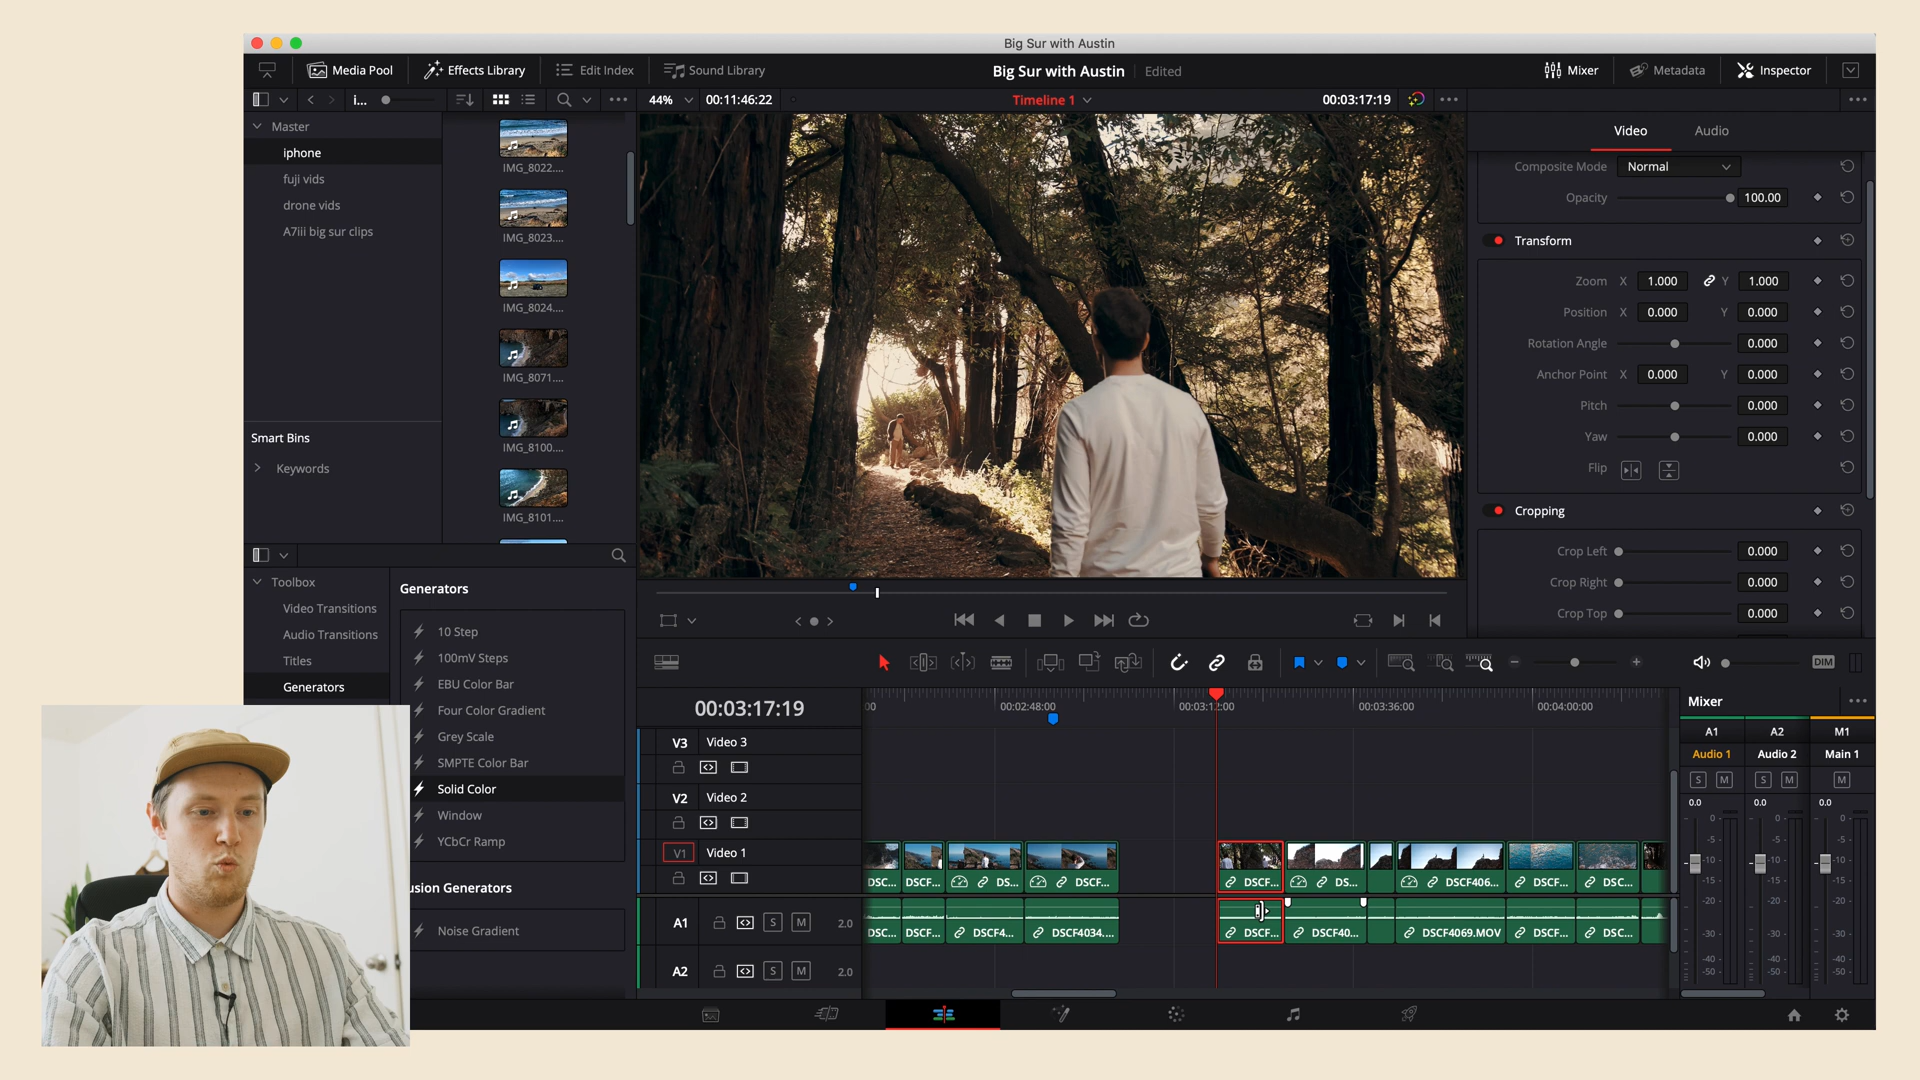 Big Sur with Austin
Media Pool
Effects Library
Edit Index
Sound Library
Big Sur with Austin
Edited
Mixer
Metadata
Inspector
i...
44%
00:11:46:22
Timeline 1
00:03:17:19
Master
iphone
fuji vids
drone vids
A7iii big sur clips
Smart Bins
Keywords
IMG_8022....
IMG_8023....
IMG_8024....
IMG_8071....
IMG_8100....
IMG_8101....
Video
Audio
Composite Mode
Normal
Opacity
100.00
Transform
Zoom
X
1.000
Y
1.000
Position
X
0.000
Y
0.000
Rotation Angle
0.000
Anchor Point
X
0.000
Y
0.000
Pitch
0.000
Yaw
0.000
Flip
Cropping
Crop Left
0.000
Crop Right
0.000
Crop Top
0.000
Toolbox
Video Transitions
Audio Transitions
Titles
Generators
Generators
10 Step
100mV Steps
EBU Color Bar
Four Color Gradient
Grey Scale
SMPTE Color Bar
Solid Color
Window
YCbCr Ramp
usion Generators
Noise Gradient
DIM
00:03:17:19
00
00:02:48:00
00:03:12:00
00:03:36:00
00:04:00:00
V3
Video 3
V2
Video 2
V1
Video 1
DSC...
DSCF...
DS...
DSCF...
DSCF...
DS...
DSCF406...
DSCF...
DSC...
A1
S
M
2.0
DSC...
DSCF...
DSCF4...
DSCF4034....
DSCF...
DSCF40...
DSCF4069.MOV
DSCF...
DSC...
A2
S
M
2.0
Mixer
A1
A2
M1
Audio 1
Audio 2
Main 1
S
M
S
M
M
0.0
0.0
0.0
0
-5
-10
-15
-20
-30
-40
-50
0
-5
-10
-15
-20
-30
-40
-50
0
-5
-10
-15
-20
-30
-40
-50